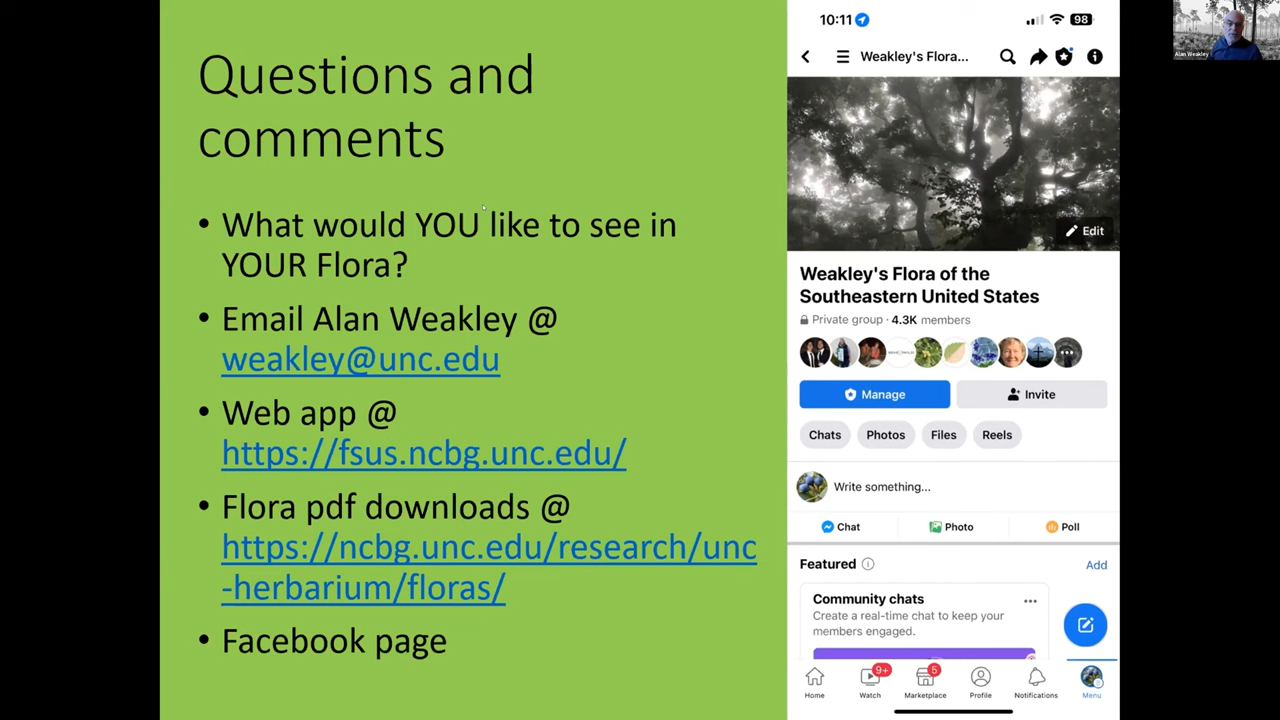 Questions and
comments
• What would YOU like to see in
YOUR Flora?
• Email Alan Weakley @
weakley@unc.edu
• Web app @
https://fsus.ncbg.unc.edu/
• Flora pdf downloads @
https://ncbg.unc.edu/research/unc
-herbarium/floras/
• Facebook page
10:11
98
Weakley's Flora...
Edit
Weakley's Flora of the
Southeastern United States
Private group · 4.3K members
Manage
Invite
Chats Photos Files Reels
Write something...
Chat Photo Poll
Featured
Add
Community chats
Create a real-time chat to keep your
members engaged.
9+ 5
Home Watch Marketplace Profile Notifications Menu
Alan Weakley